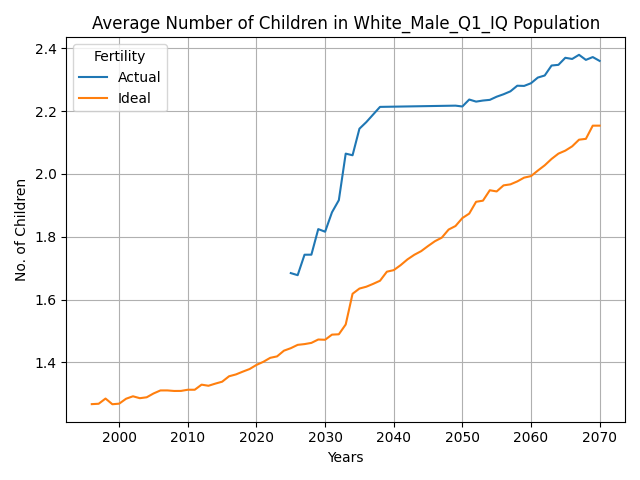 Average Number of Children in White_Male_Q1_IQ Population
Fertility
Actual
Ideal
No. of Children
2.4
2.2
2.0
1.8
1.6
1.4
2000 2010 2020 2030 2040 2050 2060 2070
Years